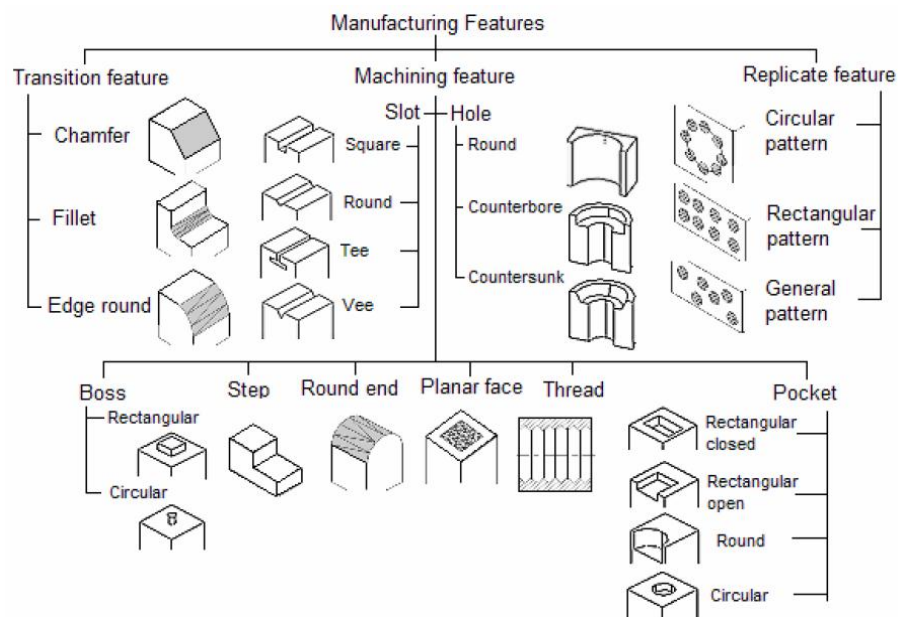 Manufacturing Features
Transition feature
Machining feature
Replicate feature
Chamfer
Fillet
Edge round
Slot
Square
Round
Tee
Vee
Hole
Round
Counterbore
Countersunk
Circular
pattern
Rectangular
pattern
General
pattern
Boss
Rectangular
Circular
Step
Round end
Planar face
Thread
Pocket
Rectangular
closed
Rectangular
open
Round
Circular